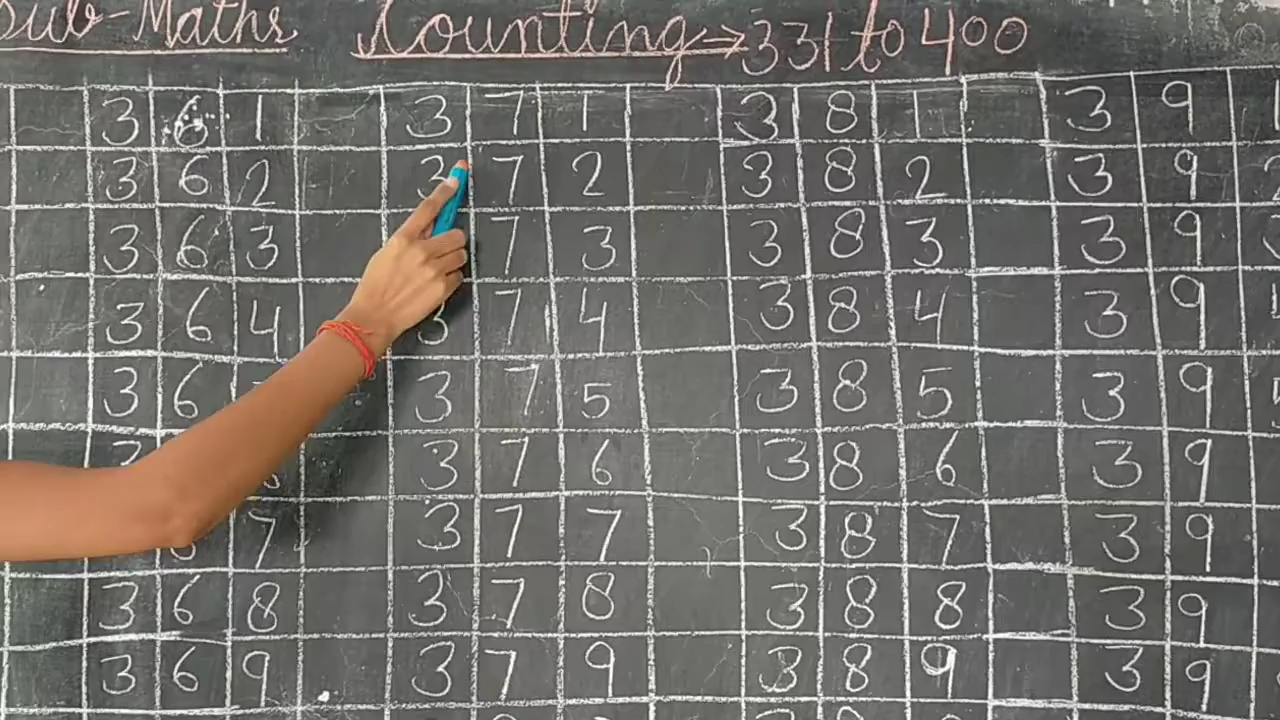 Sub-Maths Counting→331 to 400
3 6 1 3 7 1 3 8 1 3 9 1
3 6 2 3 7 2 3 8 2 3 9 2
3 6 3 7 3 3 8 3 3 9 3
3 6 4 3 7 4 3 8 4 3 9
3 6 3 7 5 3 8 5 3 9 5
3 7 6 3 8 6 3 9
7 3 7 7 3 8 7 3 9
3 6 8 3 7 8 3 8 8 3 9
3 6 9 3 7 9 3 8 9 3 9